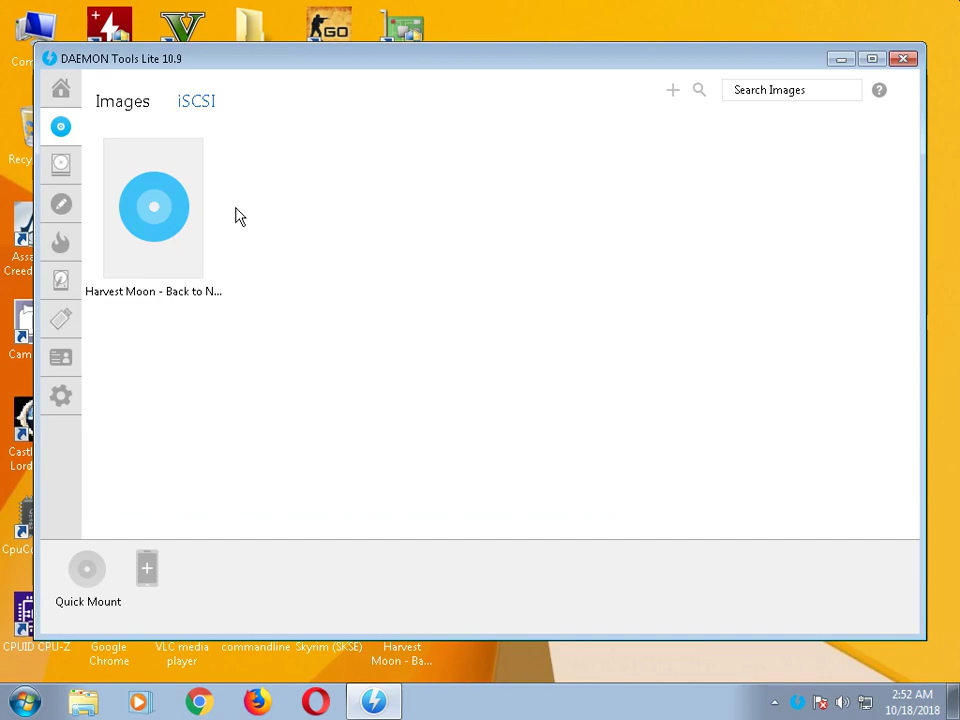 DAEMON Tools Lite 10.9
Images
iSCSI
Search Images
?
Harvest Moon - Back to N...
Quick Mount
GO
Com
Recy
Assa
Creed
Cam
Castl
Lord
CpuCo
CPUID CPU-Z
Google
Chrome
VLC media
player
commandline
Skyrim (SKSE)
Harvest
Moon - Ba...
2:52 AM
10/18/2018